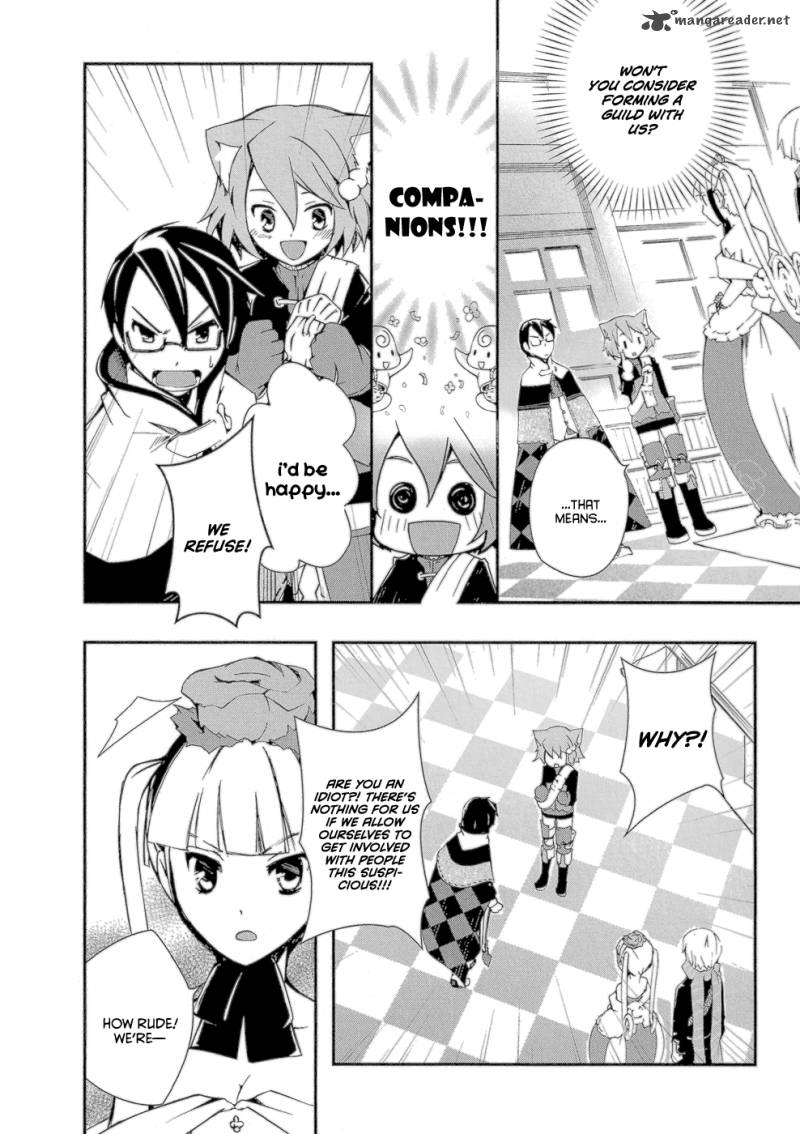 mangareader.net
WON'T
YOU CONSIDER
FORMING A
GUILD WITH
US?
...THAT
MEANS...
COMPA-
NIONS!!!
i'd be
happy...
WE
REFUSE!
WHY?!
ARE YOU AN
IDIOT?! THERE'S
NOTHING FOR US
IF WE ALLOW
OURSELVES TO
GET INVOLVED
WITH PEOPLE
THIS SUSPI-
CIOUS!!!
HOW RUDE!
WE'RE—